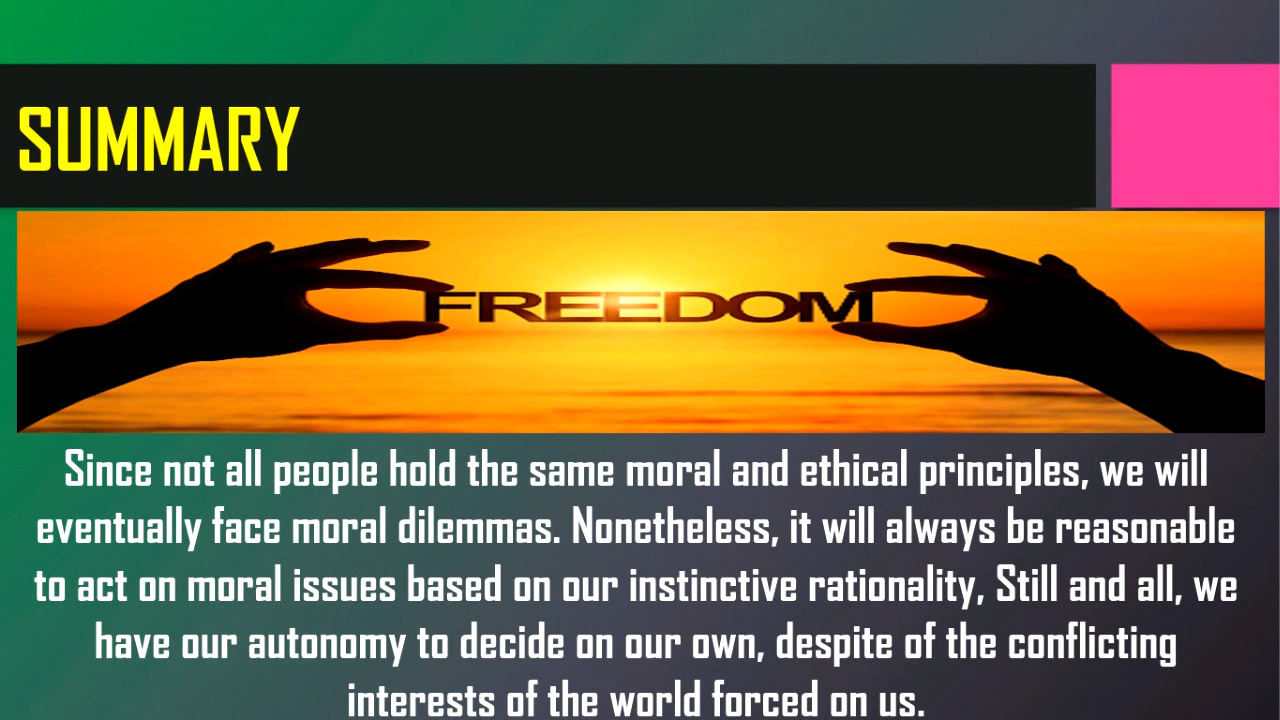 SUMMARY
FREEDOM
Since not all people hold the same moral and ethical principles, we will
eventually face moral dilemmas. Nonetheless, it will always be reasonable
to act on moral issues based on our instinctive rationality, Still and all, we
have our autonomy to decide on our own, despite of the conflicting
interests of the world forced on us.